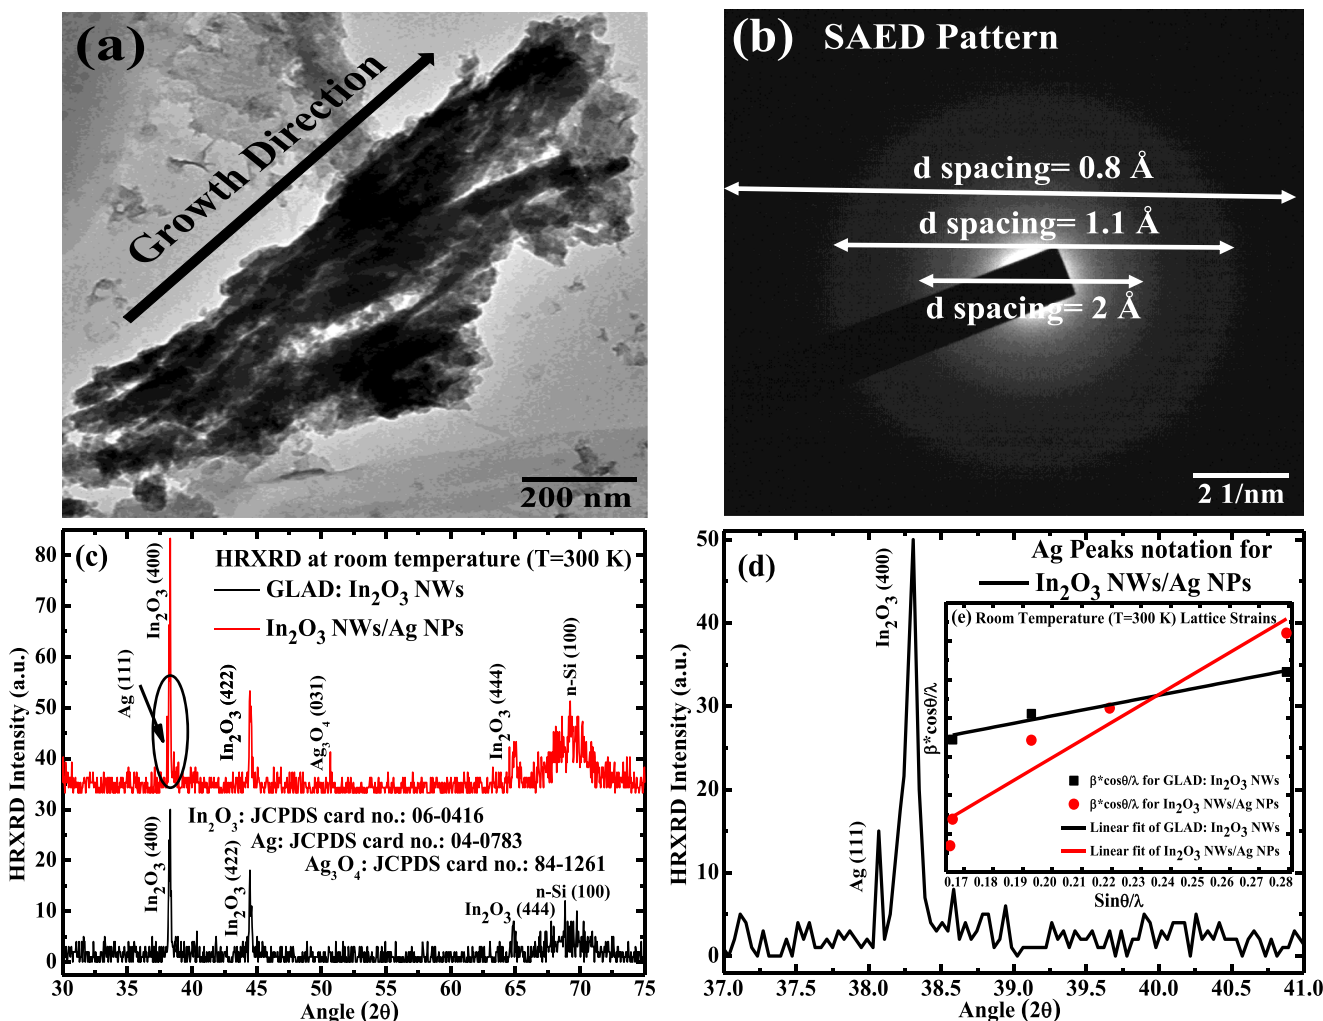 (a)
Growth Direction
200 nm
(b) SAED Pattern
d spacing= 0.8 Å
d spacing= 1.1 Å
d spacing= 2 Å
2 1/nm
(c)
HRXRD at room temperature (T=300 K)
GLAD: In₂O₃ NWs
In₂O₃ NWs/Ag NPs
Ag (111)
In₂O₃ (400)
In₂O₃ (422)
Ag₃O₄ (031)
In₂O₃ (444)
n-Si (100)
In₂O₃: JCPDS card no.: 06-0416
Ag: JCPDS card no.: 04-0783
Ag₃O₄: JCPDS card no.: 84-1261
In₂O₃ (400)
In₂O₃ (422)
In₂O₃ (444)
n-Si (100)
HRXRD Intensity (a.u.)
80
70
60
50
40
30
20
10
0
30 35 40 45 50 55 60 65 70 75
Angle (2θ)
(d)
Ag Peaks notation for
In₂O₃ NWs/Ag NPs
In₂O₃ (400)
Ag (111)
HRXRD Intensity (a.u.)
50
40
30
20
10
0
37.0 37.5 38.0 38.5 39.0 39.5 40.0 40.5 41.0
Angle (2θ)
(e) Room Temperature (T=300 K) Lattice Strains
β*cosθ/λ
β*cosθ/λ for GLAD: In₂O₃ NWs
β*cosθ/λ for In₂O₃ NWs/Ag NPs
Linear fit of GLAD: In₂O₃ NWs
Linear fit of In₂O₃ NWs/Ag NPs
0.17 0.18 0.19 0.20 0.21 0.22 0.23 0.24 0.25 0.26 0.27 0.28
Sinθ/λ